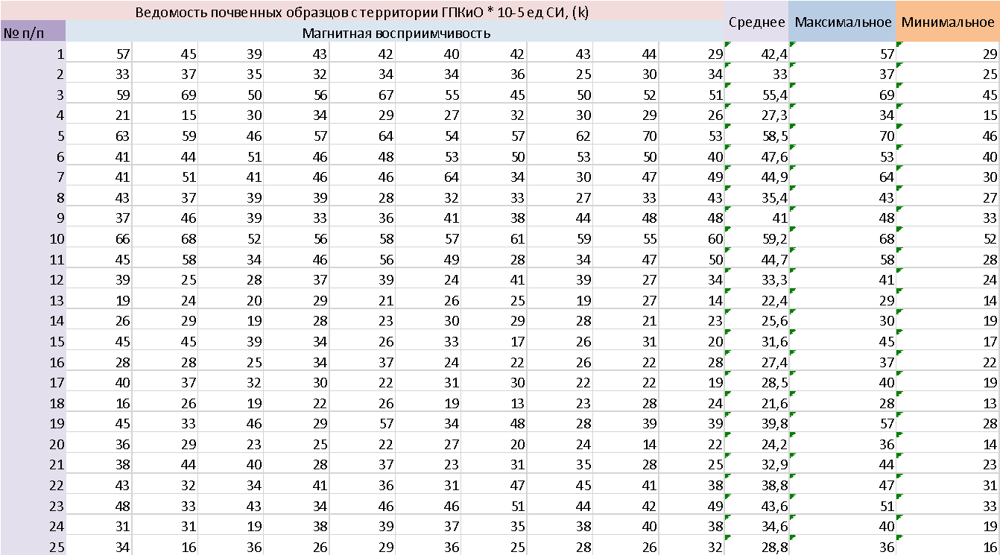 Ведомость почвенных образцов с территории ГПКиО * 10-5 ед СИ, (k) Среднее Максимальное Минимальное
№ п/п Магнитная восприимчивость
1 57 45 39 43 42 40 42 43 44 29 42,4 57 29
2 33 37 35 32 34 34 36 25 30 34 33 37 25
3 59 69 50 56 67 55 45 50 52 51 55,4 69 45
4 21 15 30 34 29 27 32 30 29 26 27,3 34 15
5 63 59 46 57 64 54 57 62 70 53 58,5 70 46
6 41 44 51 46 48 53 50 53 50 40 47,6 53 40
7 41 51 41 46 46 64 34 30 47 49 44,9 64 30
8 43 37 39 39 28 32 33 27 33 43 35,4 43 27
9 37 46 39 33 36 41 38 44 48 48 41 48 33
10 66 68 52 56 58 57 61 59 55 60 59,2 68 52
11 45 58 34 46 56 49 28 34 47 50 44,7 58 28
12 39 25 28 37 39 24 41 39 27 34 33,3 41 24
13 19 24 20 29 21 26 25 19 27 14 22,4 29 14
14 26 29 19 28 23 30 29 28 21 23 25,6 30 19
15 45 45 39 34 26 33 17 26 31 20 31,6 45 17
16 28 28 25 34 37 24 22 26 22 28 27,4 37 22
17 40 37 32 30 22 31 30 22 22 19 28,5 40 19
18 16 26 19 22 26 19 13 23 28 24 21,6 28 13
19 45 33 46 29 57 34 48 28 39 39 39,8 57 28
20 36 29 23 25 22 27 20 24 14 22 24,2 36 14
21 38 44 40 28 37 23 31 35 28 25 32,9 44 23
22 43 32 34 41 36 31 47 45 41 38 38,8 47 31
23 48 33 43 34 46 46 51 44 42 49 43,6 51 33
24 31 31 19 38 39 37 35 38 40 38 34,6 40 19
25 34 16 36 26 29 36 25 28 26 32 28,8 36 16